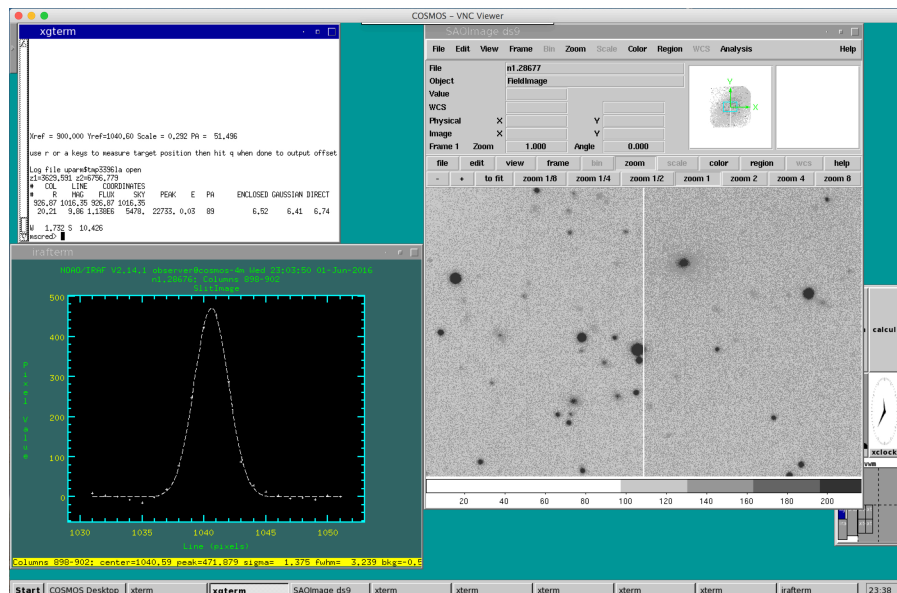 COSMOS – VNC Viewer
xgterm
Xref = 900.000 Yref=1040.60 Scale = 0.292 PA = 51.496
use r or a keys to measure target position then hit q when done to output offset
Log file uparm$tmp3396la open
z1=3629.591 z2=6756.779
# COL LINE COORDINATES
# R MAG FLUX SKY PEAK E PA ENCLOSED GAUSSIAN DIRECT
926.87 1016.35 926.87 1016.35
20.21 9.86 1.138E6 5478. 22733. 0.03 89 6.52 6.41 6.74
W 1.732 S 10.426
mscred>
irafterm
NOAO/IRAF V2.14.1 observer@cosmos-4m Wed 23:03:50 01-Jun-2016
n1.28676: Columns 898-902
SlitImage
500
400
300
200
100
0
Pixel Value
1030 1035 1040 1045 1050
Line (pixels)
Columns 898-902: center=1040.59 peak=471.879 sigma= 1.375 fwhm= 3.239 bkg=-0.5
SAOImage ds9
File Edit View Frame Bin Zoom Scale Color Region WCS Analysis Help
File n1.28677
Object FieldImage
Value
WCS
Physical X Y
Image X Y
Frame 1 Zoom 1.000 Angle 0.000
Y
X
file edit view frame bin zoom scale color region wcs help
- + to fit zoom 1/8 zoom 1/4 zoom 1/2 zoom 1 zoom 2 zoom 4 zoom 8
20 40 60 80 100 120 140 160 180 200
calcul
xclock
Start COSMOS Desktop xterm xgterm SAOImage ds9 xterm xterm xterm xterm irafterm 23:38